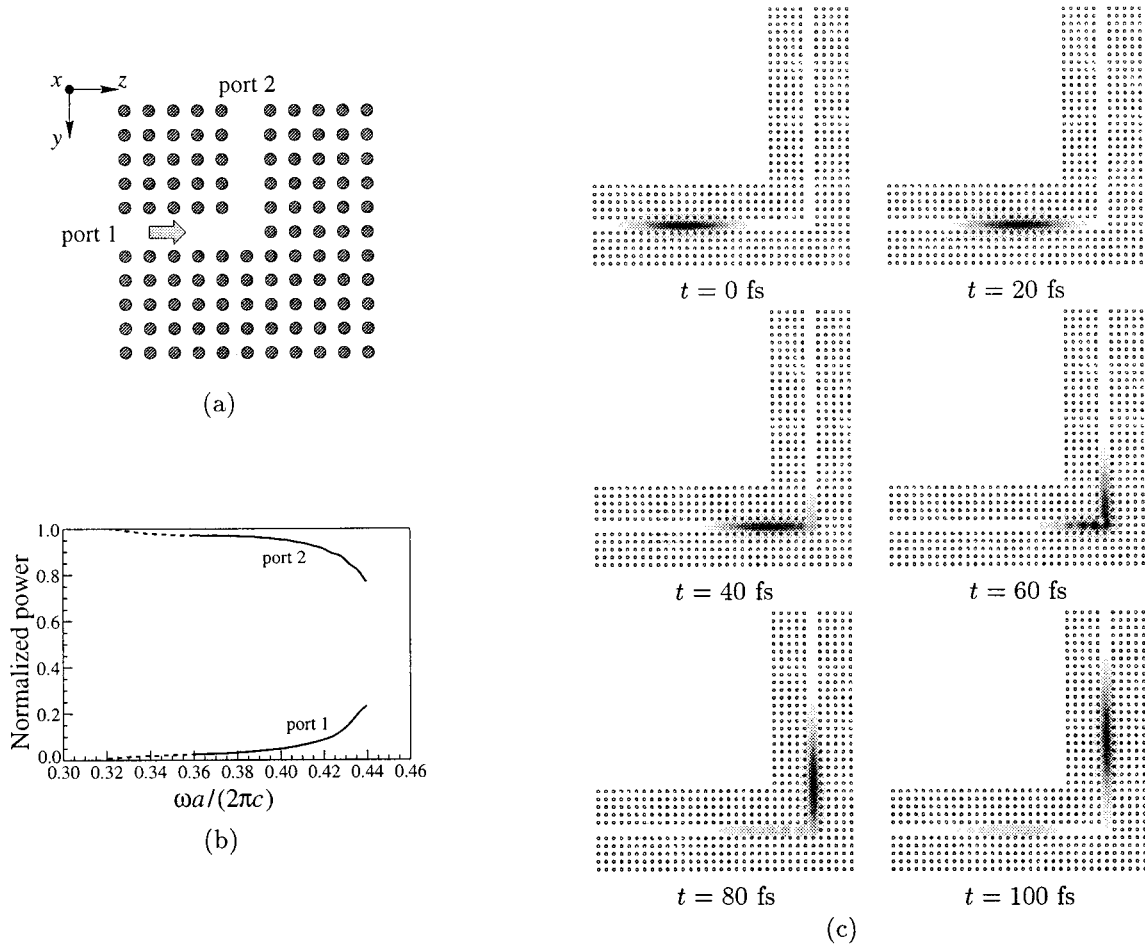 x
z
port 2
y
port 1
(a)
Normalized power
1.0
0.8
0.6
0.4
0.2
0.0
port 2
port 1
0.30 0.32 0.34 0.36 0.38 0.40 0.42 0.44 0.46
ωa/(2πc)
(b)
t = 0 fs
t = 20 fs
t = 40 fs
t = 60 fs
t = 80 fs
t = 100 fs
(c)